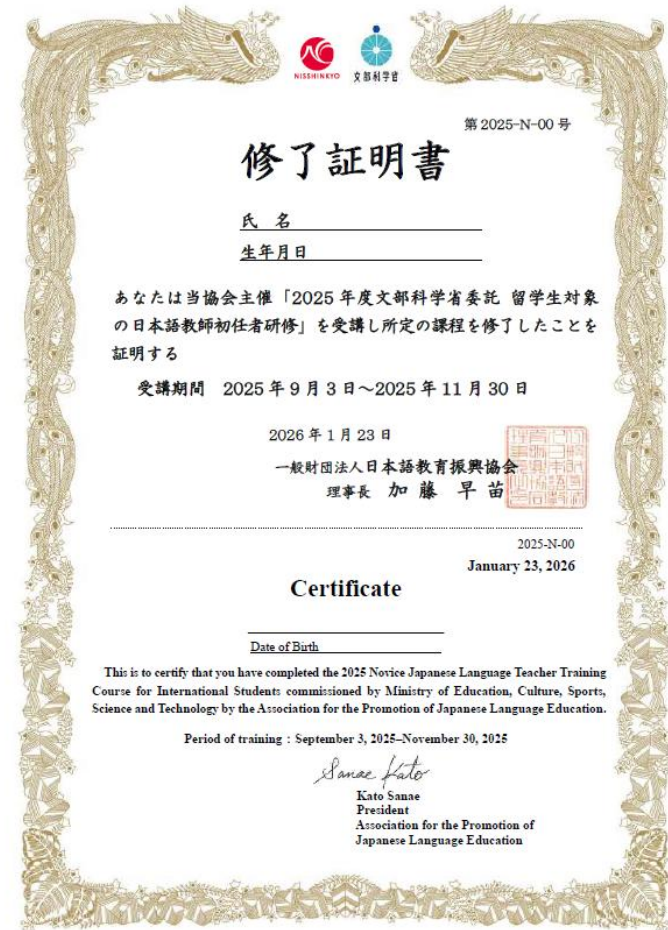 NISSHINKYO
文部科学省
第2025-N-00 号
修了証明書
氏 名
生年月日
あなたは当協会主催「2025 年度文部科学省委託 留学生対象
の日本語教師初任者研修」を受講し所定の課程を修了したことを
証明する
受講期間 2025 年 9 月 3 日～2025 年 11 月 30 日
2026 年 1 月 23 日
一般財団法人日本語教育振興協会
理事長 加 藤 早 苗
2025-N-00
January 23, 2026
Certificate
Date of Birth
This is to certify that you have completed the 2025 Novice Japanese Language Teacher Training
Course for International Students commissioned by Ministry of Education, Culture, Sports,
Science and Technology by the Association for the Promotion of Japanese Language Education.
Period of training : September 3, 2025–November 30, 2025
Sanae Kato
Kato Sanae
President
Association for the Promotion of
Japanese Language Education